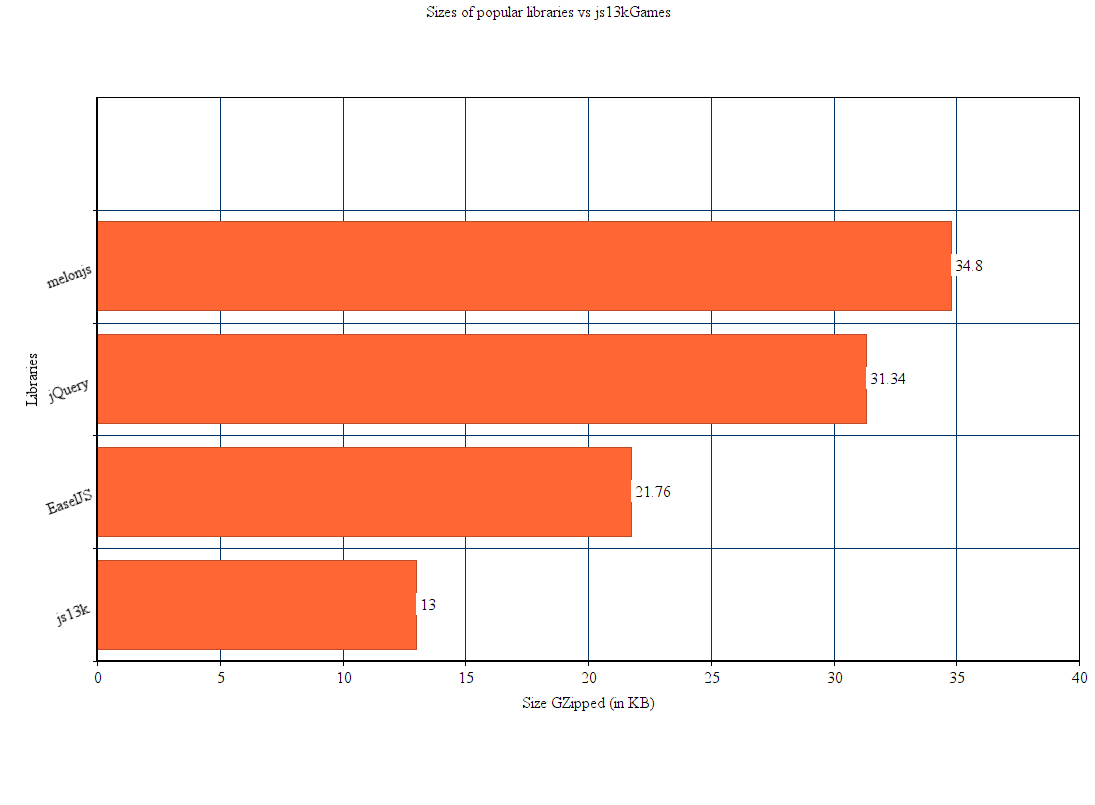 Sizes of popular libraries vs js13kGames
melonjs
34.8
jQuery
31.34
EaselJS
21.76
js13k
13
Libraries
0 5 10 15 20 25 30 35 40
Size GZipped (in KB)